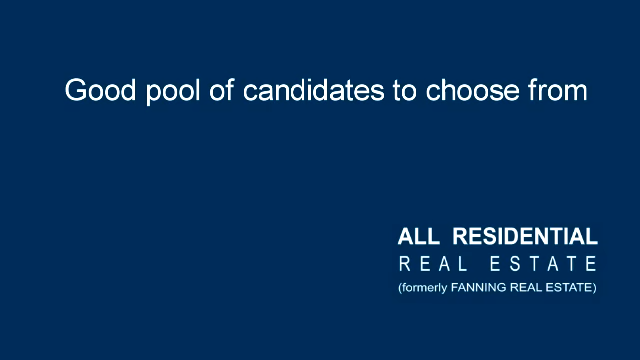 Good pool of candidates to choose from
ALL RESIDENTIAL
REAL ESTATE
(formerly FANNING REAL ESTATE)